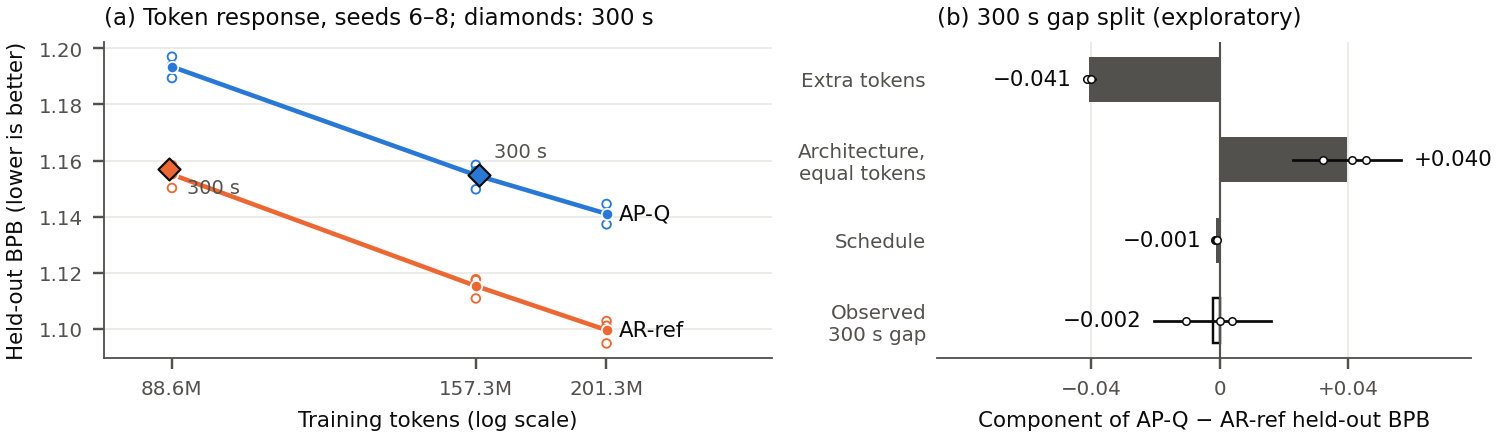 (a) Token response, seeds 6–8; diamonds: 300 s
Held-out BPB (lower is better)
1.20
1.18
1.16
1.14
1.12
1.10
300 s
300 s
AP-Q
AR-ref
88.6M
157.3M
201.3M
Training tokens (log scale)
(b) 300 s gap split (exploratory)
Extra tokens
−0.041
Architecture,
equal tokens
+0.040
Schedule
−0.001
Observed
300 s gap
−0.002
−0.04
0
+0.04
Component of AP-Q − AR-ref held-out BPB